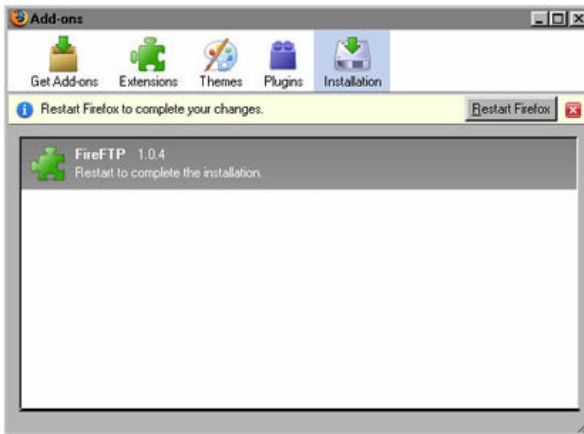 Add-ons
Get Add-ons Extensions Themes Plugins Installation
Restart Firefox to complete your changes. Restart Firefox
FireFTP 1.0.4
Restart to complete the installation.